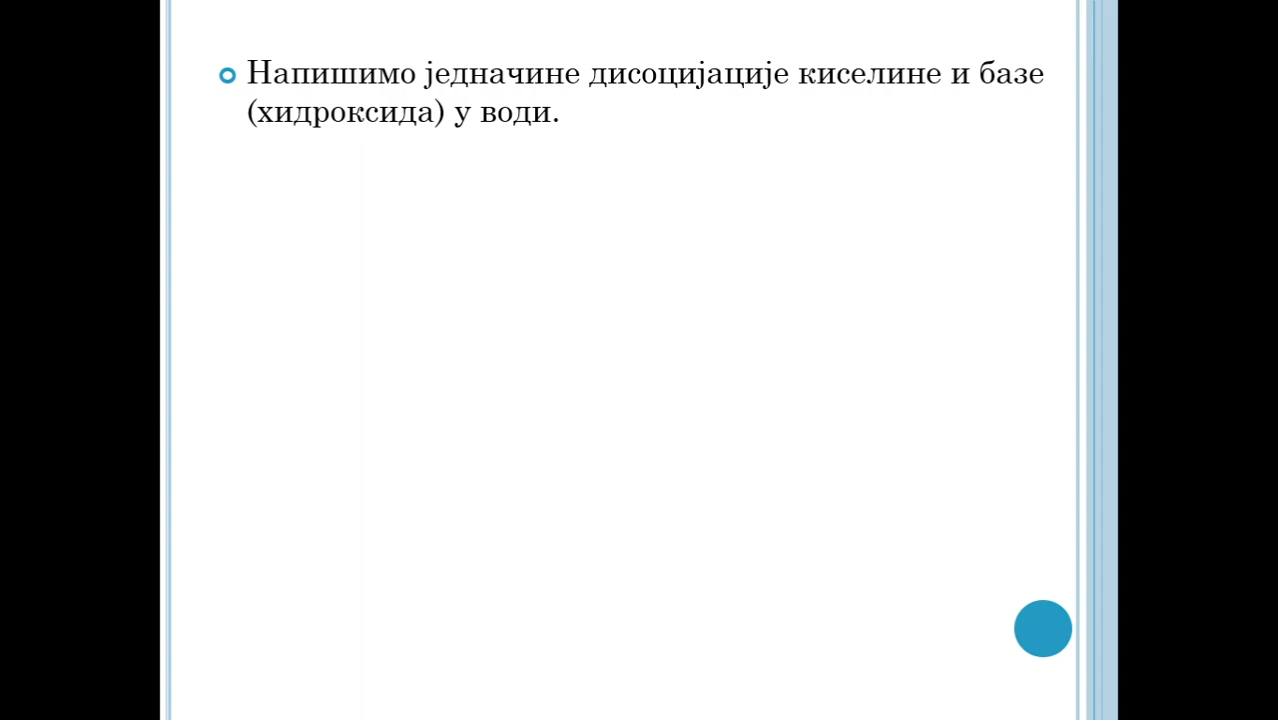 Напишимо једначине дисоцијације киселине и базе
(хидроксида) у води.